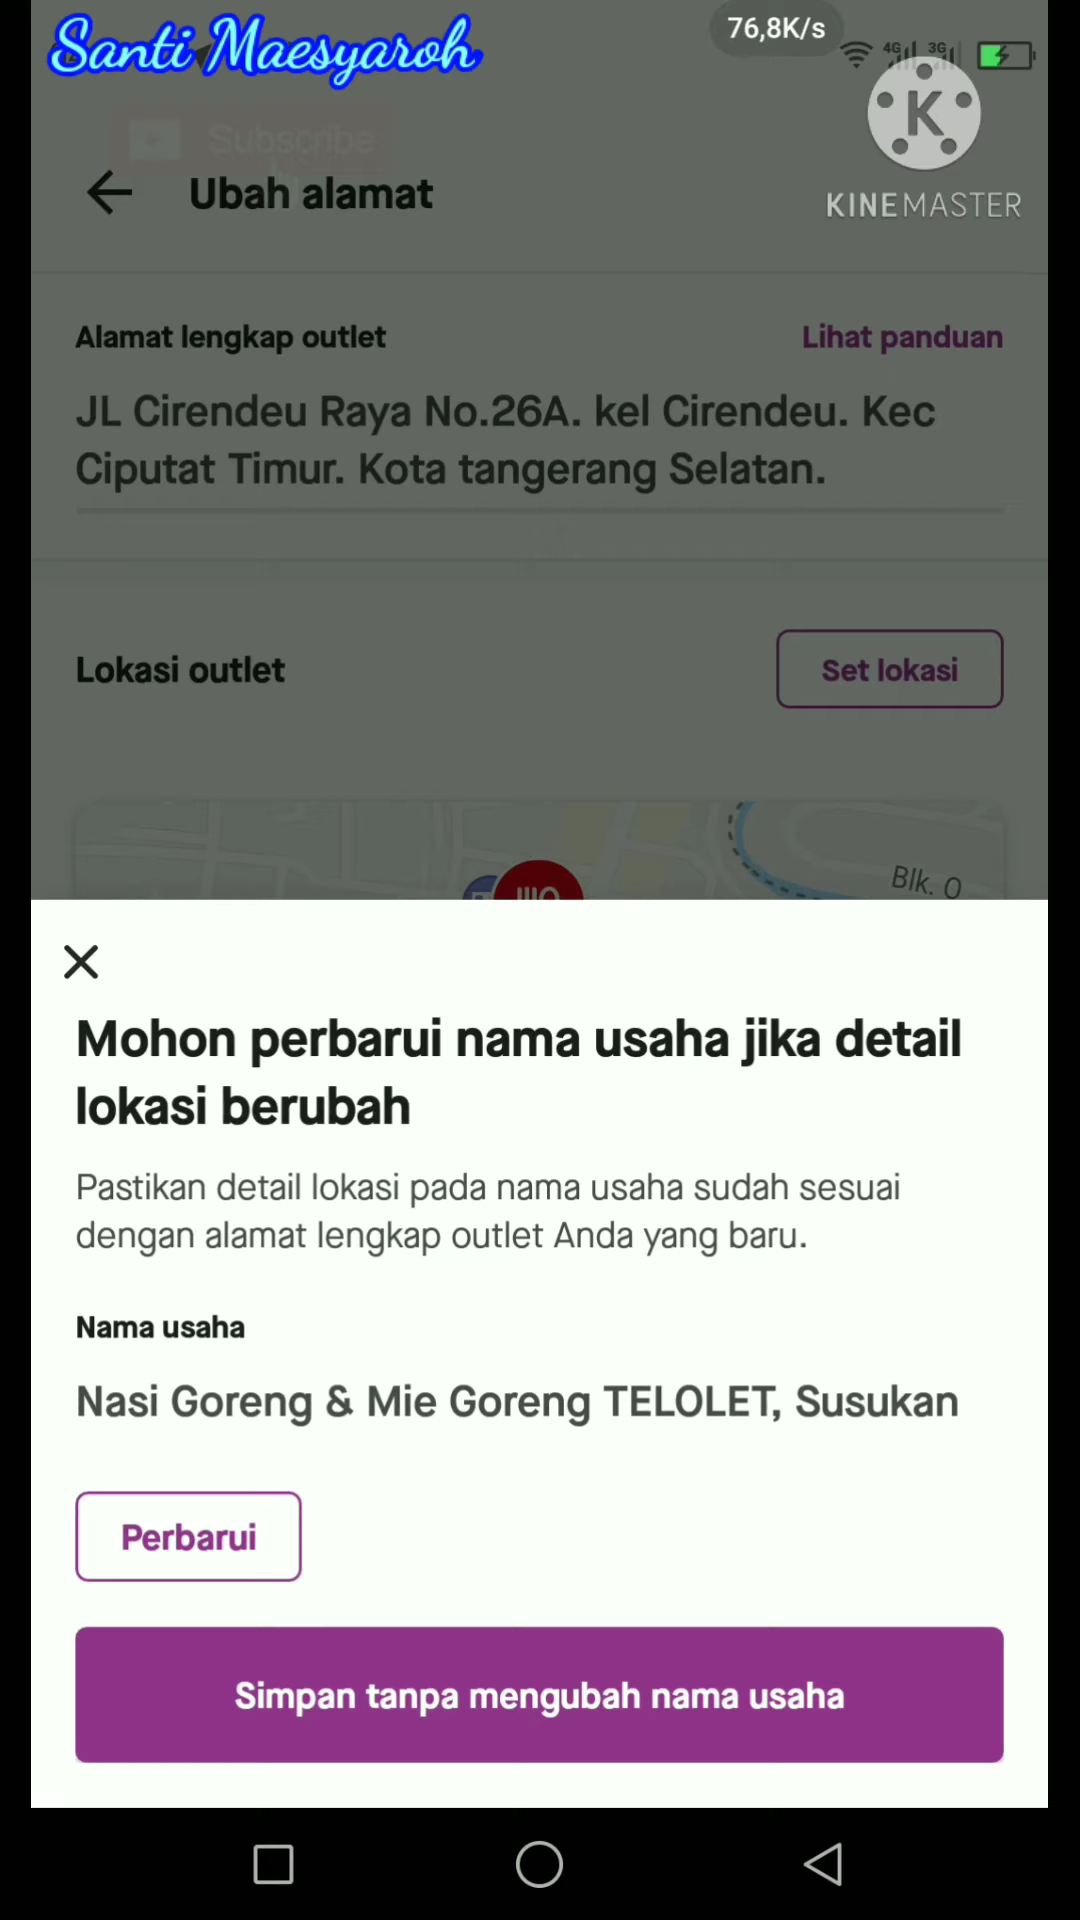 Santi Maesyaroh
76,8K/s
4G
3G
Subscribe
K
KINEMASTER
Ubah alamat
Alamat lengkap outlet
Lihat panduan
JL Cirendeu Raya No.26A. kel Cirendeu. Kec
Ciputat Timur. Kota tangerang Selatan.
Lokasi outlet
Set lokasi
Blk. O
Mohon perbarui nama usaha jika detail
lokasi berubah
Pastikan detail lokasi pada nama usaha sudah sesuai
dengan alamat lengkap outlet Anda yang baru.
Nama usaha
Nasi Goreng & Mie Goreng TELOLET, Susukan
Perbarui
Simpan tanpa mengubah nama usaha